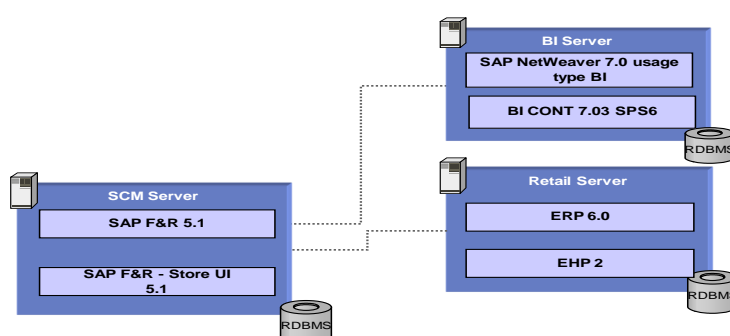 BI Server
SAP NetWeaver 7.0 usage
type BI
BI CONT 7.03 SPS6
RDBMS
Retail Server
ERP 6.0
EHP 2
RDBMS
SCM Server
SAP F&R 5.1
SAP F&R - Store UI
5.1
RDBMS